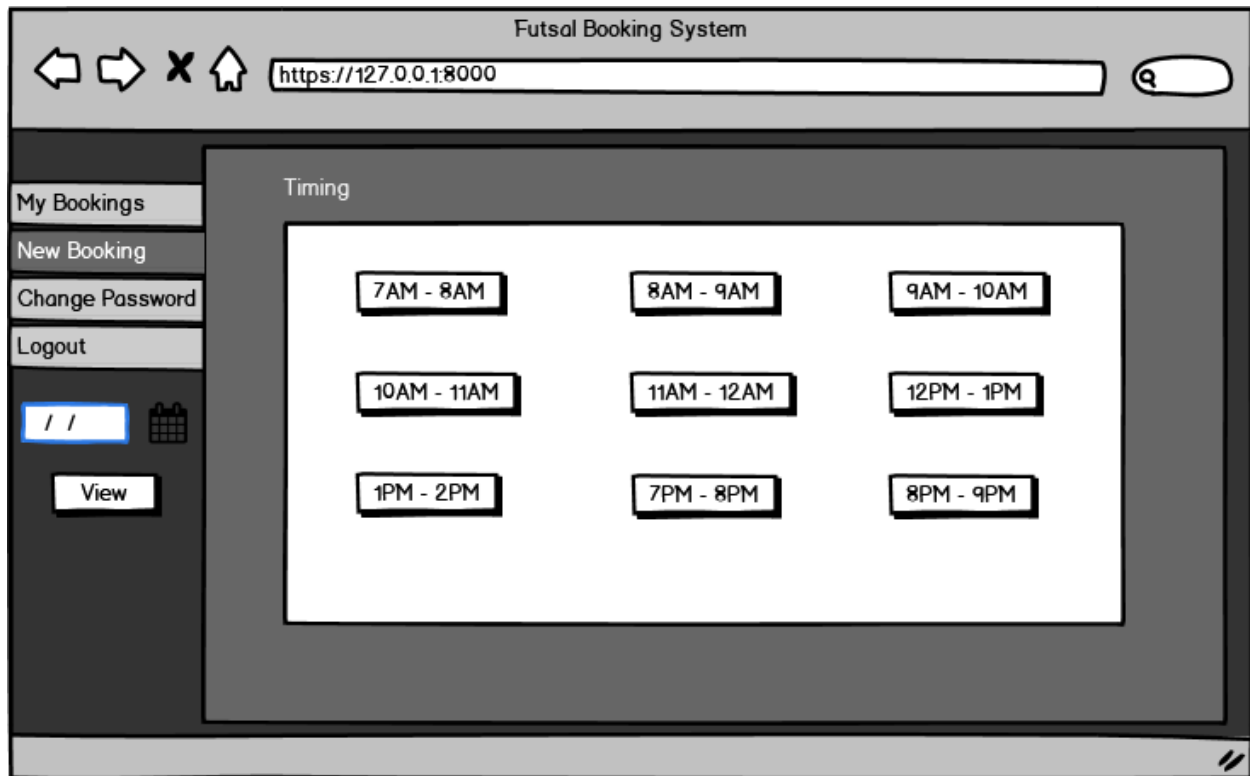 Futsal Booking System
https://127.0.0.1:8000
My Bookings
New Booking
Change Password
Logout
/ /
View
Timing
7AM - 8AM
8AM - 9AM
9AM - 10AM
10AM - 11AM
11AM - 12AM
12PM - 1PM
1PM - 2PM
7PM - 8PM
8PM - 9PM